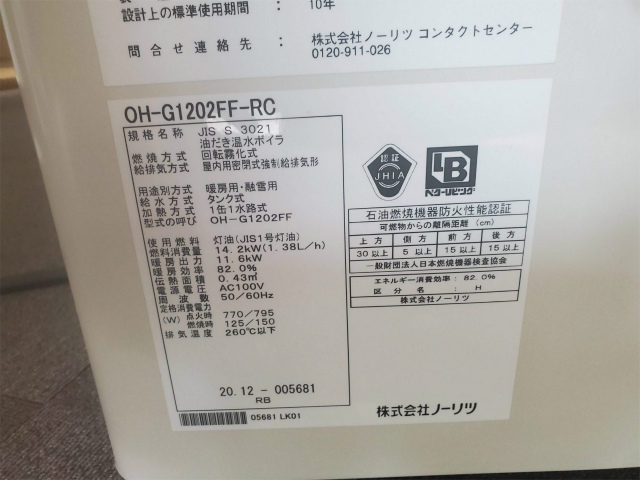 設計上の標準使用期間 : 10年
問合せ連絡先 : 株式会社ノーリツ コンタクトセンター
0120-911-026
OH-G1202FF-RC
規格名称 JIS S 3021
油だき温水ボイラ
燃焼方式 回転霧化式
給排気方式 屋内用密閉式強制給排気形
用途別方式 暖房用・融雪用
給水方式 タンク式
加熱方式 1缶1水路式
型式の呼び OH-G1202FF
使用燃料 灯油(JIS1号灯油)
燃料消費量 14.2kW(1.38L/h)
暖房出力 11.6kW
暖房効率 82.0%
伝熱面積 0.43㎡
電源電圧 AC100V
周波数 50/60Hz
定格消費電力
(W) 点火時 770/795
燃焼時 125/150
排気温度 260℃以下
20.12-005681
RB
05681 LK01
認証
JHIA
LB
ベターリビング
石油燃焼機器防火性能認証
可燃物からの離隔距離 (cm)
上方 側方 前方 後方
30以上 5以上 15以上 15以上
一般財団法人日本燃焼機器検査協会
エネルギー消費効率 : 82.0%
区分名 : H
株式会社ノーリツ
株式会社ノーリツ